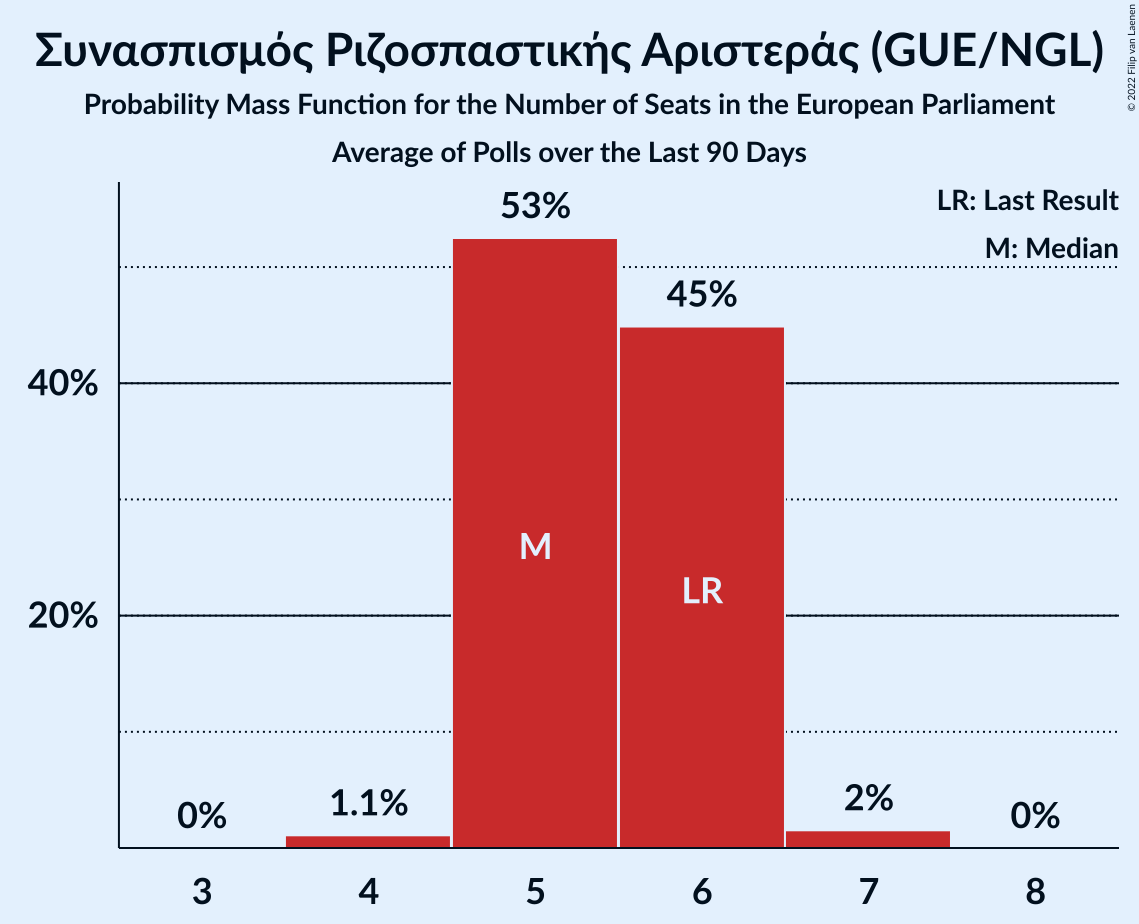 Συνασπισμός Ριζοσπαστικής Αριστεράς (GUE/NGL)
Probability Mass Function for the Number of Seats in the European Parliament
Average of Polls over the Last 90 Days
© 2022 Filip van Laenen
LR: Last Result
M: Median
53%
45%
40%
M
LR
20%
0%
1.1%
2%
0%
3
4
5
6
7
8